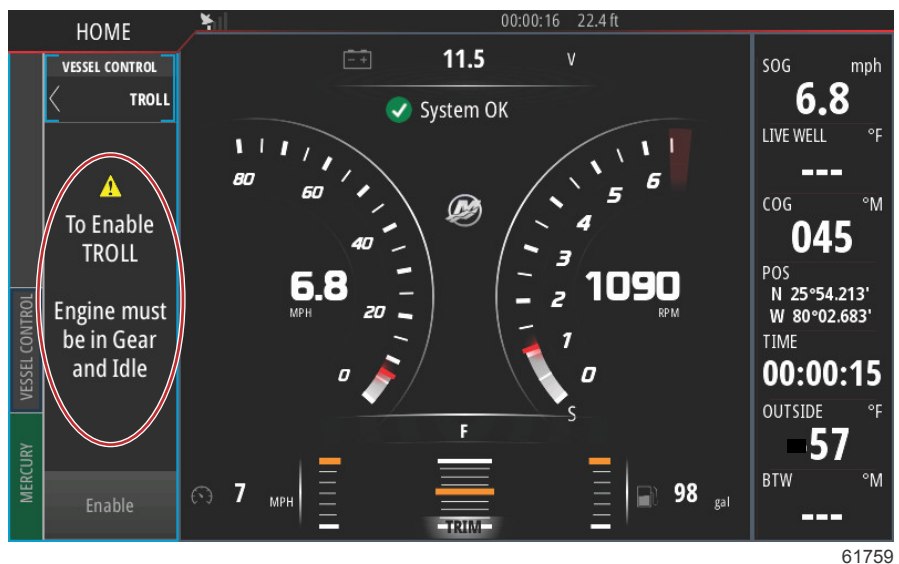 HOME
00:00:16 22.4 ft
VESSEL CONTROL
TROLL
To Enable
TROLL
Engine must
be in Gear
and Idle
Enable
VESSEL CONTROL
MERCURY
11.5 V
System OK
80
60
40
20
0
6.8
MPH
6
5
4
3
2
1
0
1090
RPM
S
F
7 MPH
TRIM
98 gal
SOG mph
6.8
LIVE WELL °F
---
COG °M
045
POS
N 25°54.213'
W 80°02.683'
TIME
00:00:15
OUTSIDE °F
57
BTW °M
---
61759